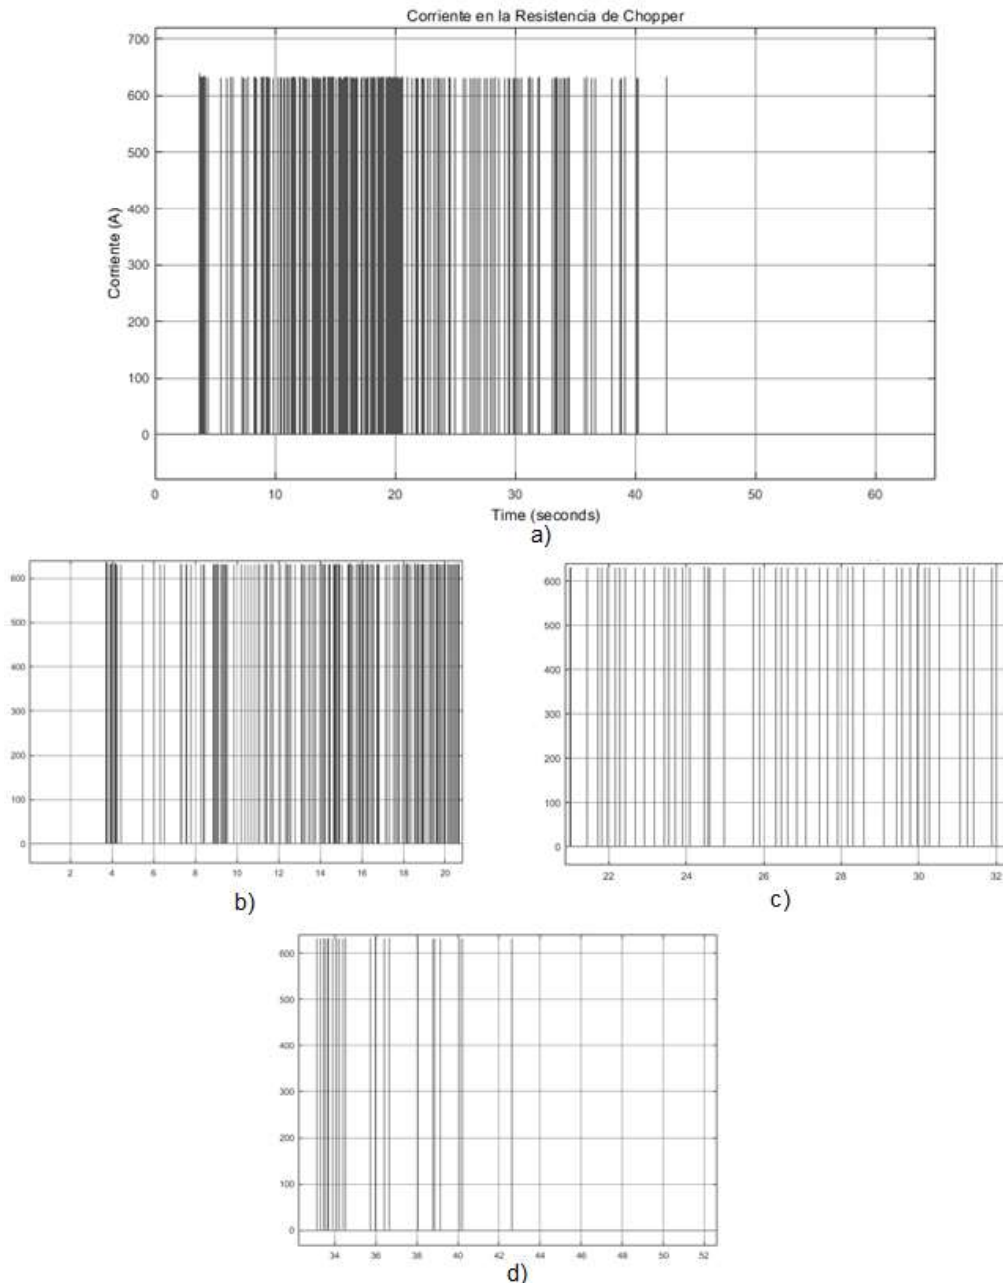 Corriente en la Resistencia de Chopper
700
600
500
400
300
200
100
0
Corriente (A)
0 10 20 30 40 50 60
Time (seconds)
a)
600
500
400
300
200
100
0
2 4 6 8 10 12 14 16 18 20
b)
600
500
400
300
200
100
0
22 24 26 28 30 32
c)
600
500
400
300
200
100
0
34 36 38 40 42 44 46 48 50 52
d)